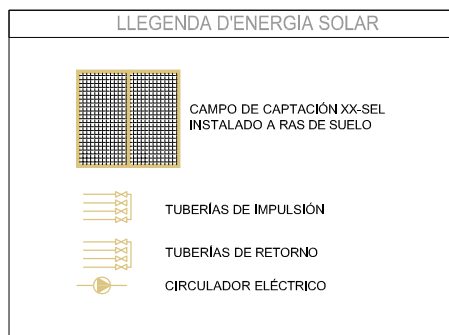 LLEGENDA D'ENERGIA SOLAR
CAMPO DE CAPTACIÓN XX-SEL
INSTALADO A RAS DE SUELO
TUBERÍAS DE IMPULSIÓN
TUBERÍAS DE RETORNO
CIRCULADOR ELÉCTRICO